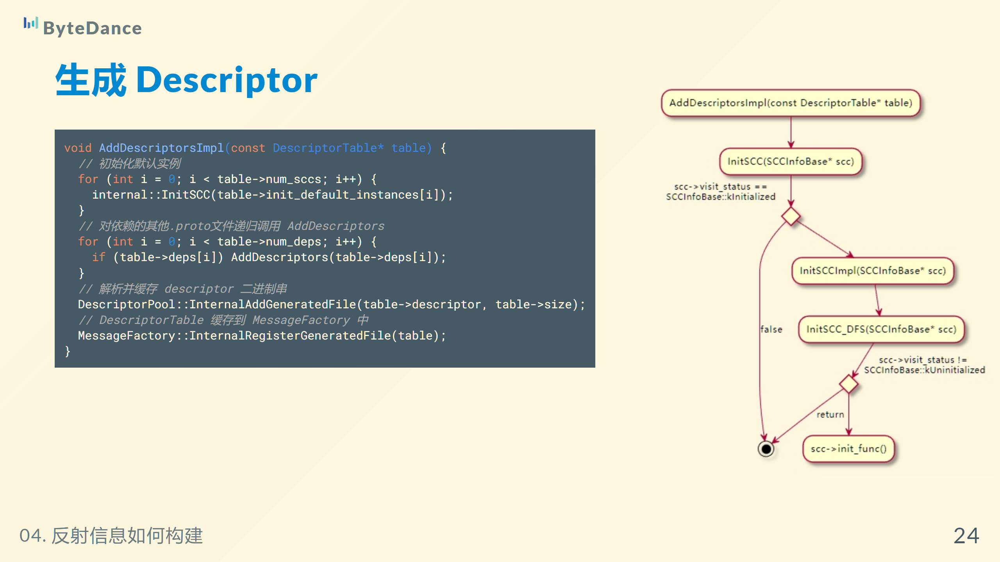 ByteDance
生成 Descriptor
void AddDescriptorsImpl(const DescriptorTable* table) {
  // 初始化默认实例
  for (int i = 0; i < table->num_sccs; i++) {
    internal::InitSCC(table->init_default_instances[i]);
  }
  // 对依赖的其他.proto文件递归调用 AddDescriptors
  for (int i = 0; i < table->num_deps; i++) {
    if (table->deps[i]) AddDescriptors(table->deps[i]);
  }
  // 解析并缓存 descriptor 二进制串
  DescriptorPool::InternalAddGeneratedFile(table->descriptor, table->size);
  // DescriptorTable 缓存到 MessageFactory 中
  MessageFactory::InternalRegisterGeneratedFile(table);
}
AddDescriptorsImpl(const DescriptorTable* table)
InitSCC(SCCInfoBase* scc)
scc->visit_status ==
SCCInfoBase::kInitialized
InitSCCImpl(SCCInfoBase* scc)
false
InitSCC_DFS(SCCInfoBase* scc)
scc->visit_status !=
SCCInfoBase::kUninitialized
return
scc->init_func()
04. 反射信息如何构建
24